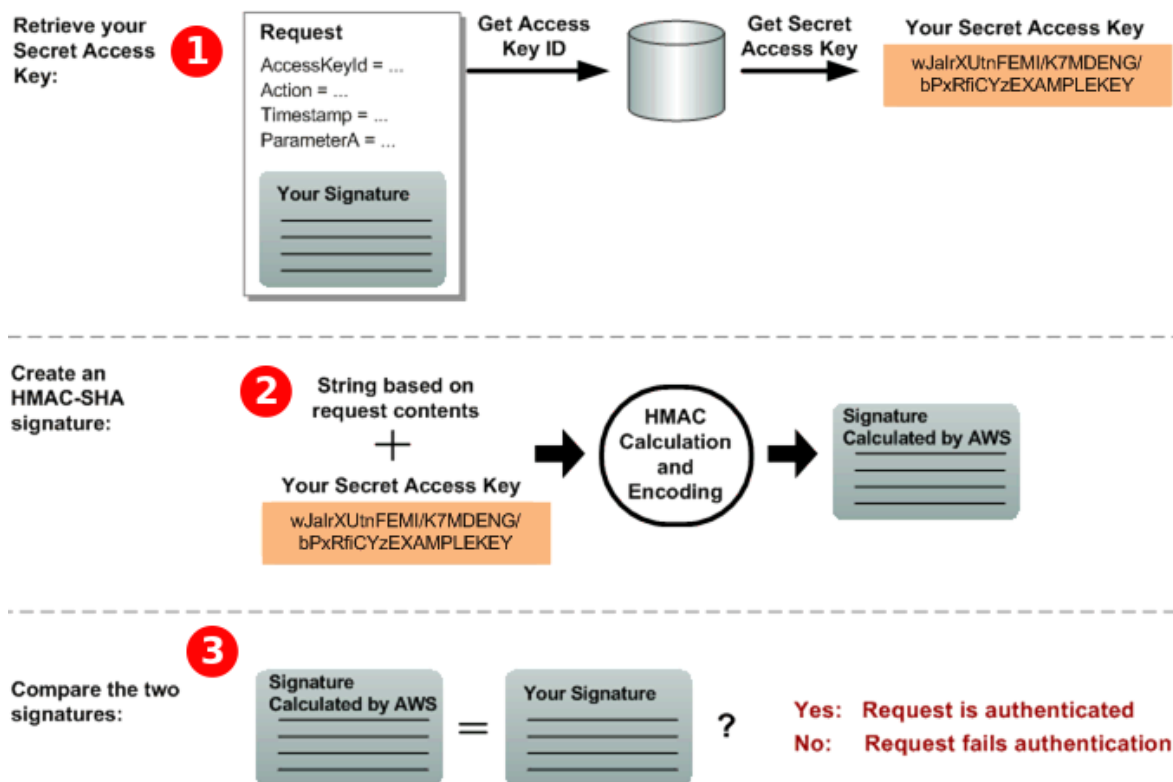 Retrieve your
Secret Access
Key:
1
Request
AccessKeyId = ...
Action = ...
Timestamp = ...
ParameterA = ...
Your Signature
Get Access
Key ID
Get Secret
Access Key
Your Secret Access Key
wJalrXUtnFEMI/K7MDENG/
bPxRfiCYzEXAMPLEKEY
Create an
HMAC-SHA
signature:
2
String based on
request contents
+
Your Secret Access Key
wJalrXUtnFEMI/K7MDENG/
bPxRfiCYzEXAMPLEKEY
HMAC
Calculation
and
Encoding
Signature
Calculated by AWS
3
Compare the two
signatures:
Signature
Calculated by AWS
=
Your Signature
?
Yes: Request is authenticated
No: Request fails authentication